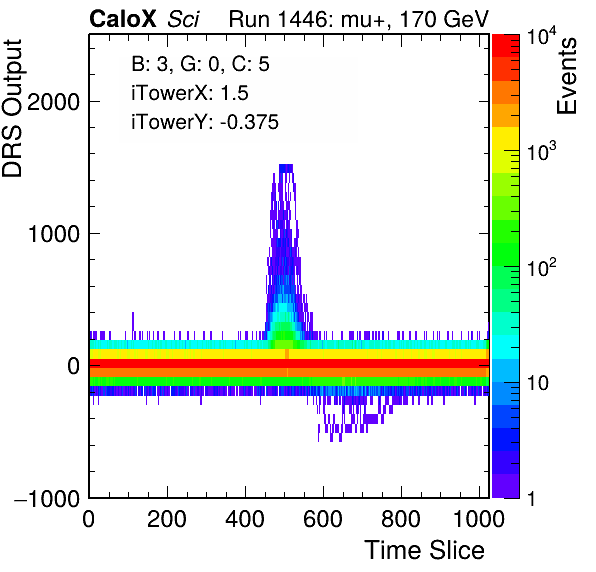 CaloX Sci Run 1446: mu+, 170 GeV
B: 3, G: 0, C: 5
iTowerX: 1.5
iTowerY: -0.375
DRS Output
2000
1000
0
−1000
0 200 400 600 800 1000
Time Slice
Events
10^4
10^3
10^2
10
1